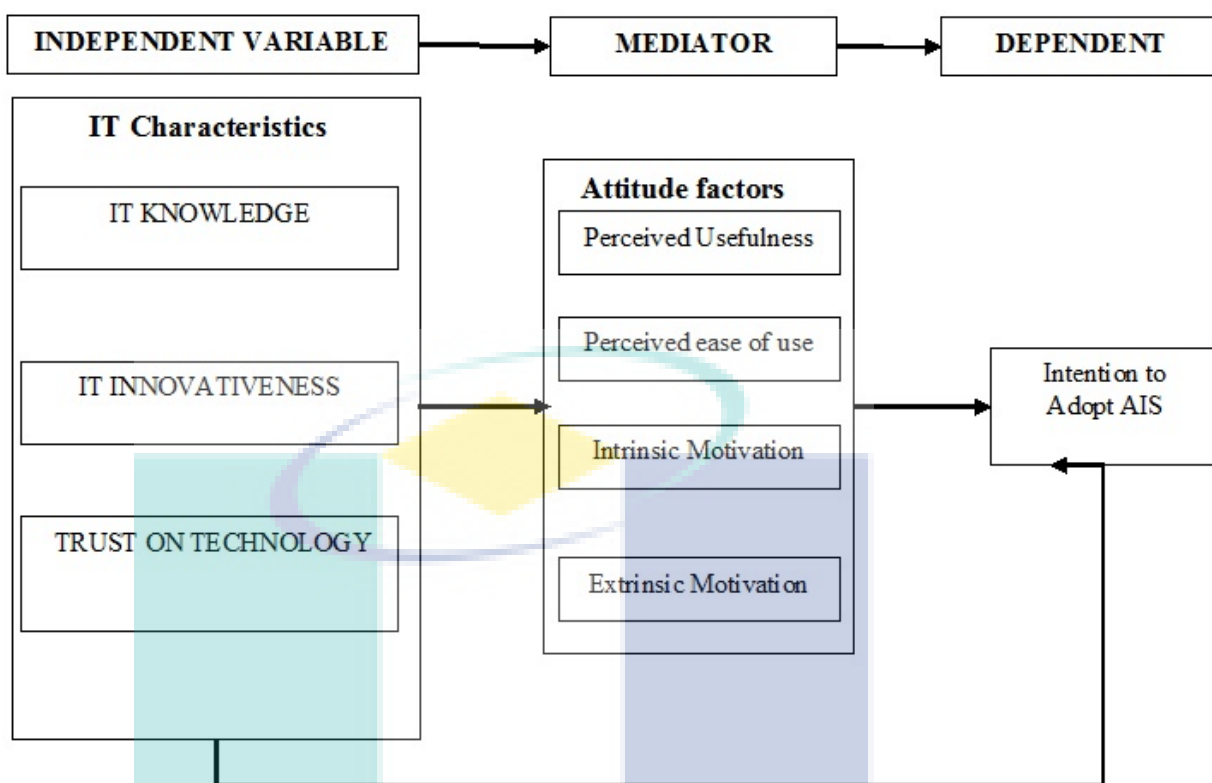 INDEPENDENT VARIABLE
MEDIATOR
DEPENDENT
IT Characteristics
IT KNOWLEDGE
IT INNOVATIVENESS
TRUST ON TECHNOLOGY
Attitude factors
Perceived Usefulness
Perceived ease of use
Intrinsic Motivation
Extrinsic Motivation
Intention to
Adopt AIS